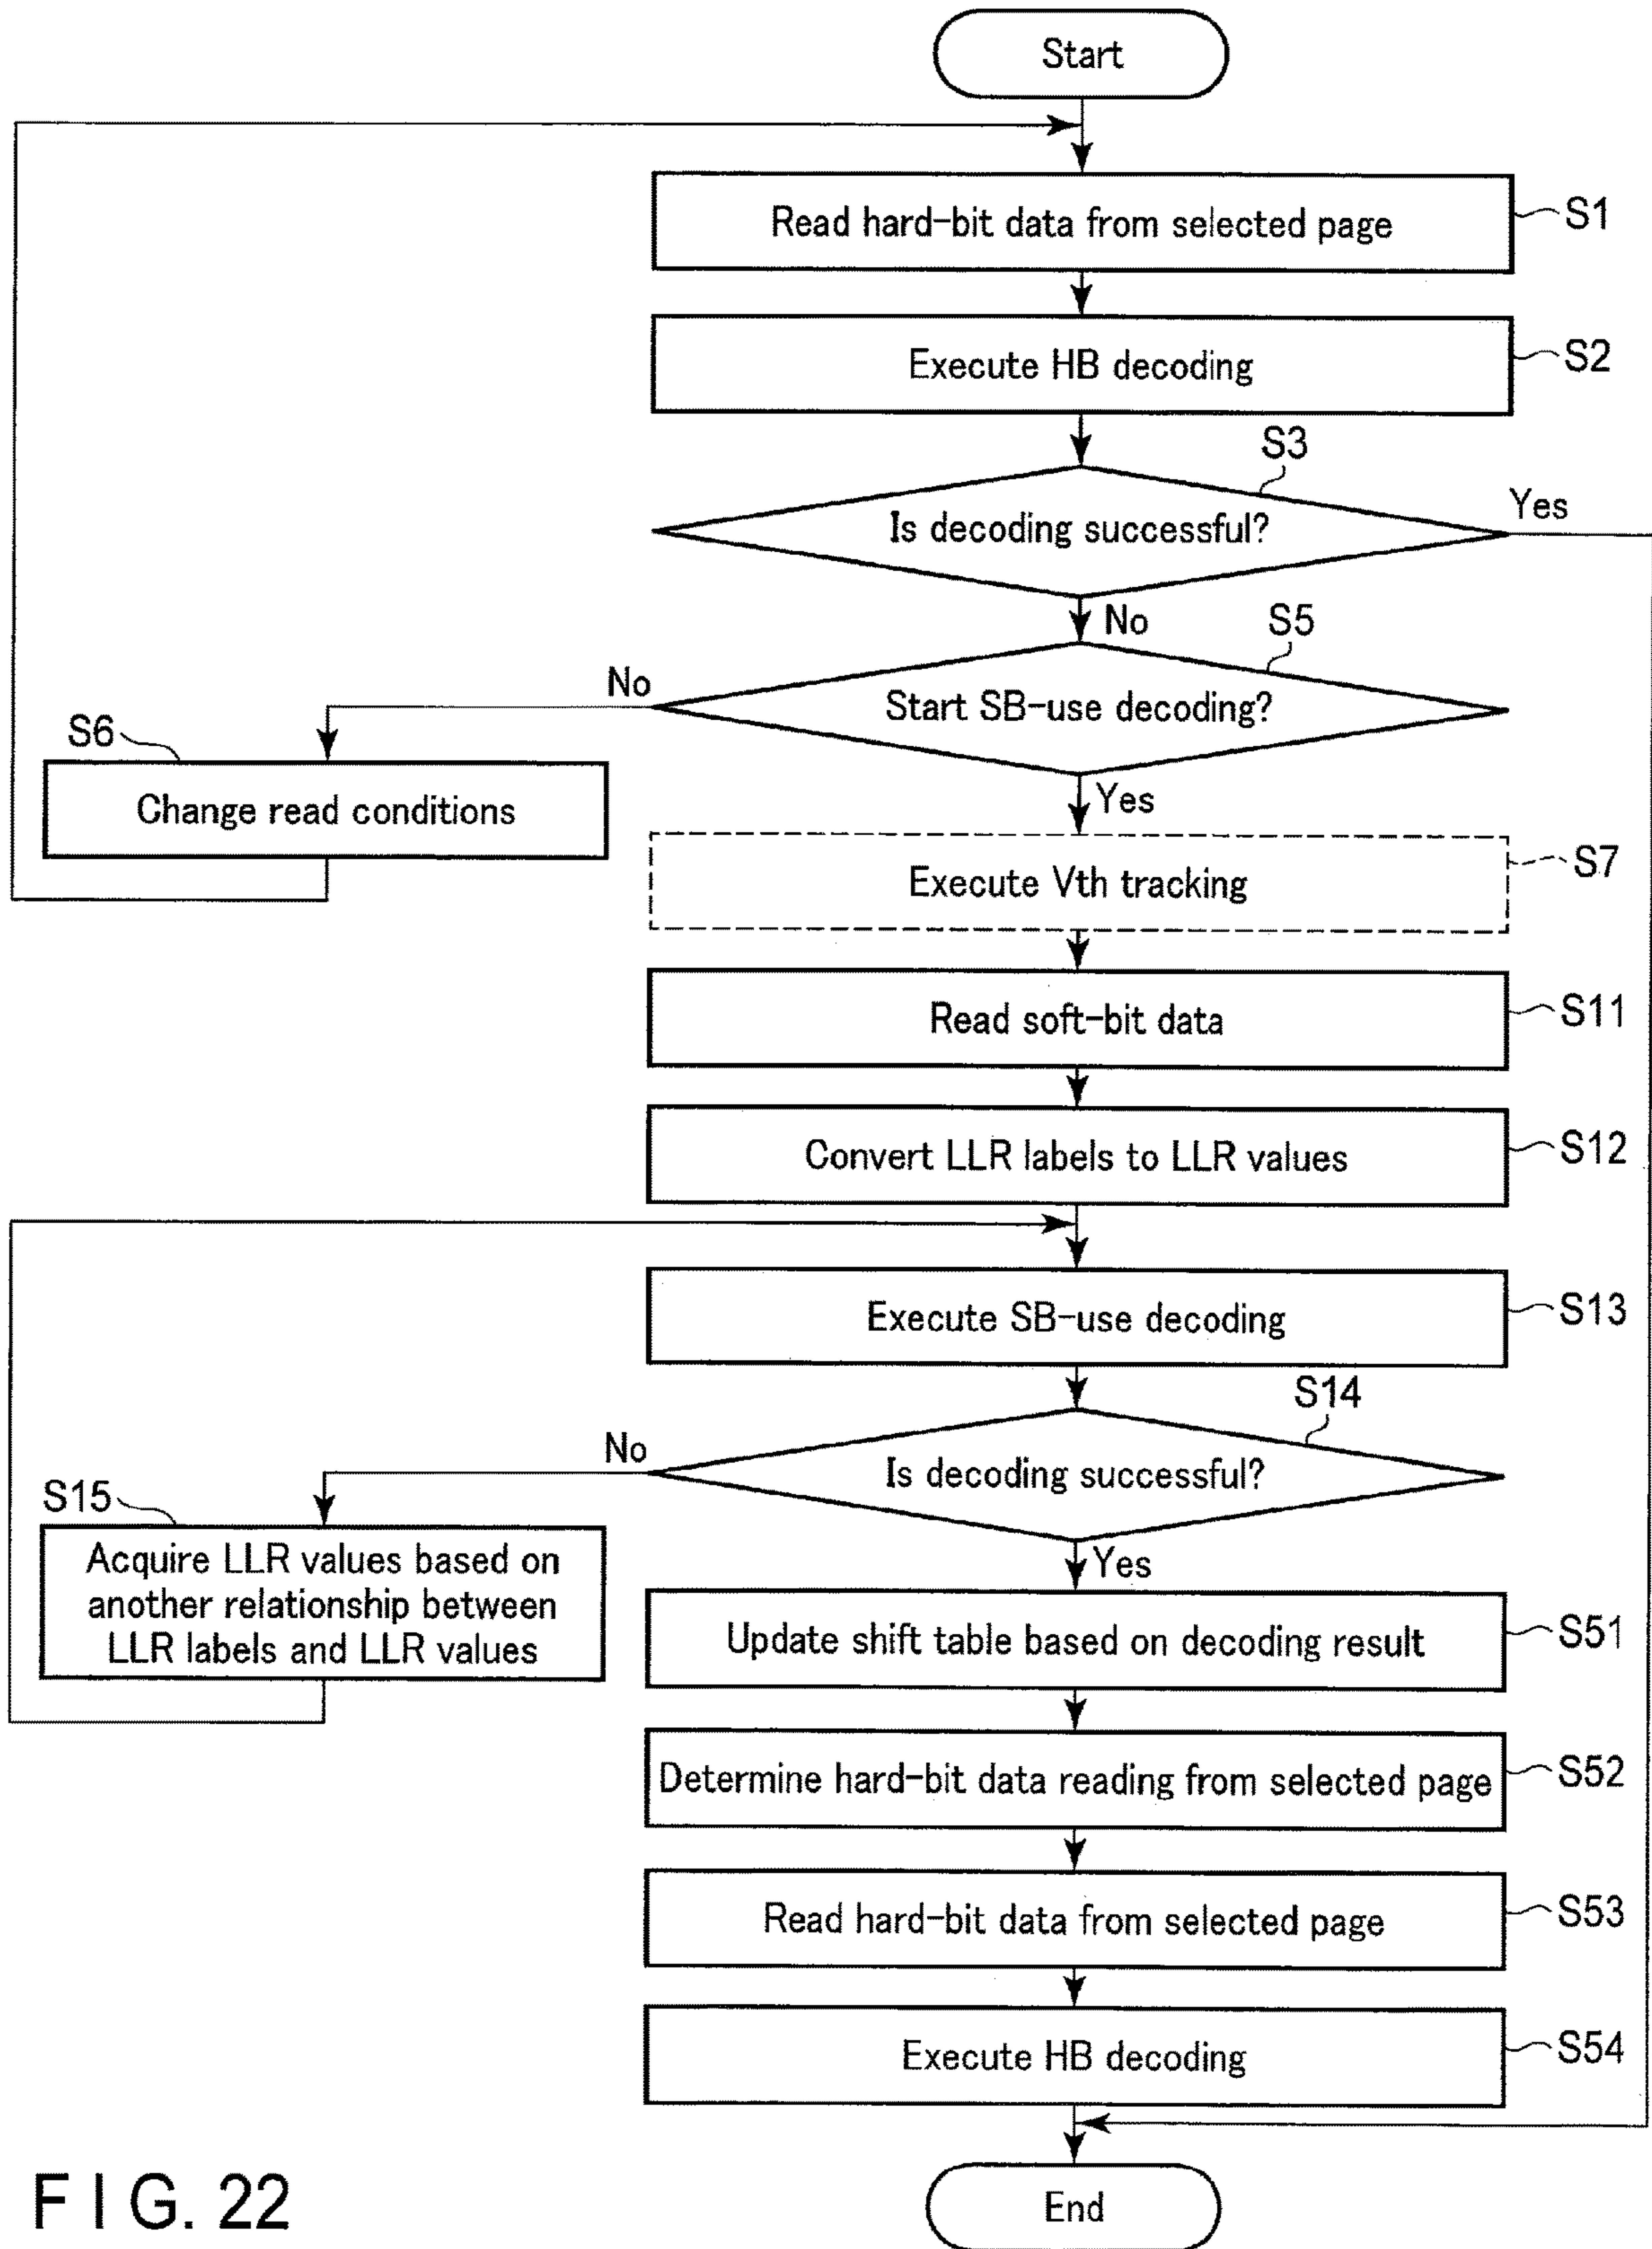 Start
Read hard-bit data from selected page
S1
Execute HB decoding
S2
S3
Is decoding successful?
Yes
No
S5
Start SB-use decoding?
No
S6
Change read conditions
Yes
Execute Vth tracking
S7
Read soft-bit data
S11
Convert LLR labels to LLR values
S12
Execute SB-use decoding
S13
S14
Is decoding successful?
No
S15
Acquire LLR values based on
another relationship between
LLR labels and LLR values
Yes
Update shift table based on decoding result
S51
Determine hard-bit data reading from selected page
S52
Read hard-bit data from selected page
S53
Execute HB decoding
S54
End
F I G. 22